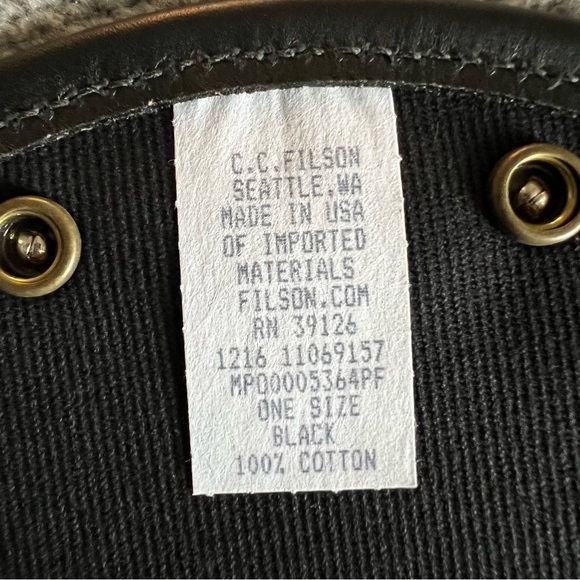 C.C.FILSON
SEATTLE,WA
MADE IN USA
OF IMPORTED
MATERIALS
FILSON.COM
RN 39126
1216 11069157
MPD0005364PF
ONE SIZE
BLACK
100% COTTON